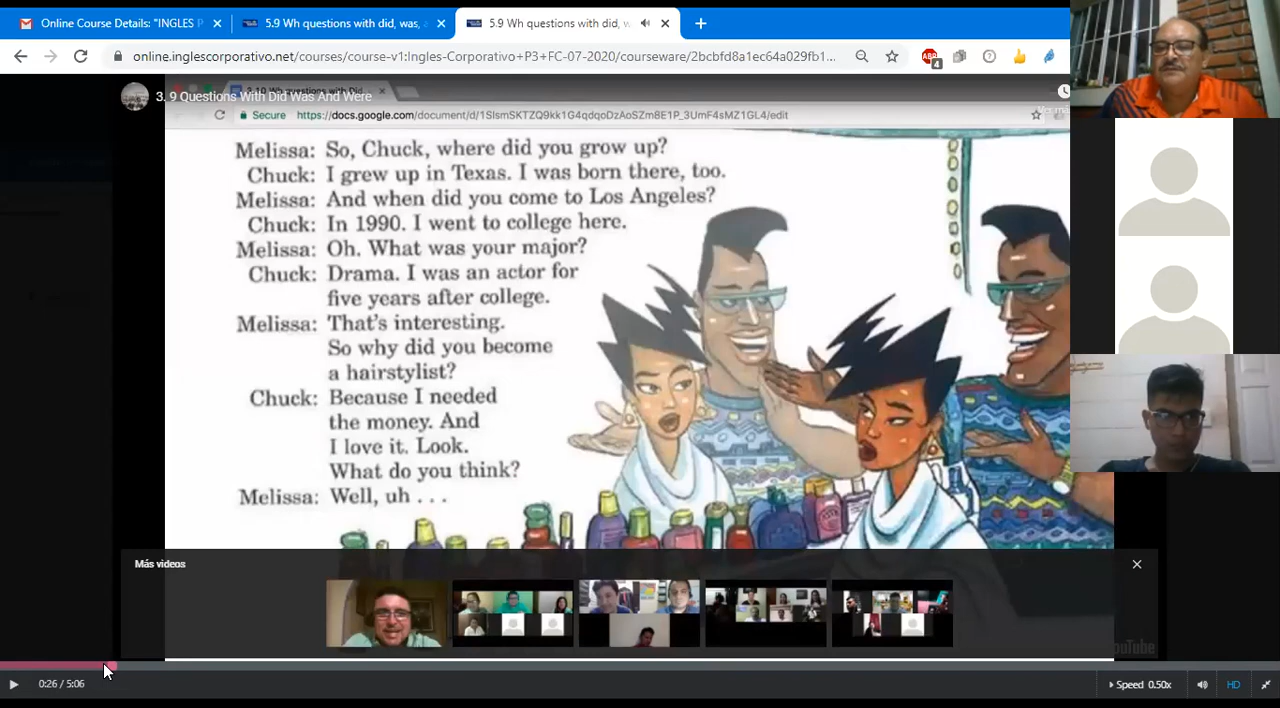 Online Course Details: "INGLES P
5.9 Wh questions with did, was,
5.9 Wh questions with did, w
online.inglescorporativo.net/courses/course-v1:Ingles-Corporativo+P3+FC-07-2020/courseware/2bcbfd8a1ec64a029fb1...
4
3. 9 Questions With Did Was And Were
Secure https://docs.google.com/document/d/1SIsmSKTZQ9kk1G4qdqoDzAoSZm8E1P_3UmF4sMZ1GL4/edit
Melissa: So, Chuck, where did you grow up?
Chuck: I grew up in Texas. I was born there, too.
Melissa: And when did you come to Los Angeles?
Chuck: In 1990. I went to college here.
Melissa: Oh. What was your major?
Chuck: Drama. I was an actor for
five years after college.
Melissa: That's interesting.
So why did you become
a hairstylist?
Chuck: Because I needed
the money. And
I love it. Look.
What do you think?
Melissa: Well, uh . . .
Más videos
YouTube
0:26 / 5:06
Speed 0.50x
HD